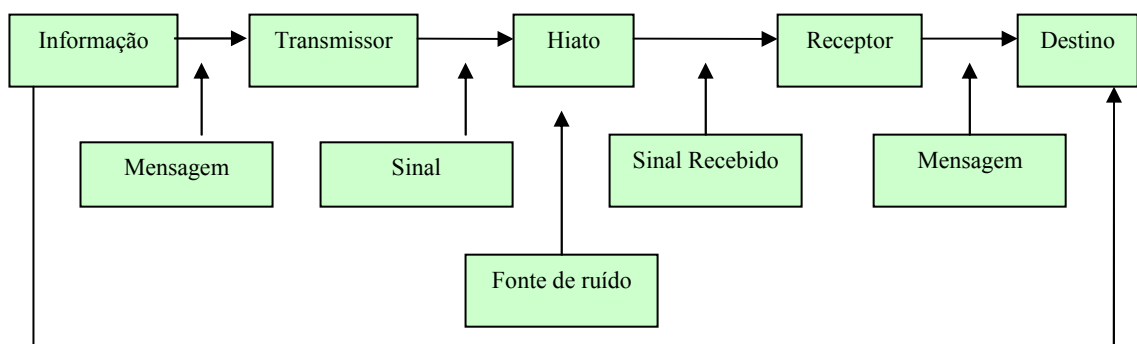 Informação
Transmissor
Hiato
Receptor
Destino
Mensagem
Sinal
Sinal Recebido
Mensagem
Fonte de ruído